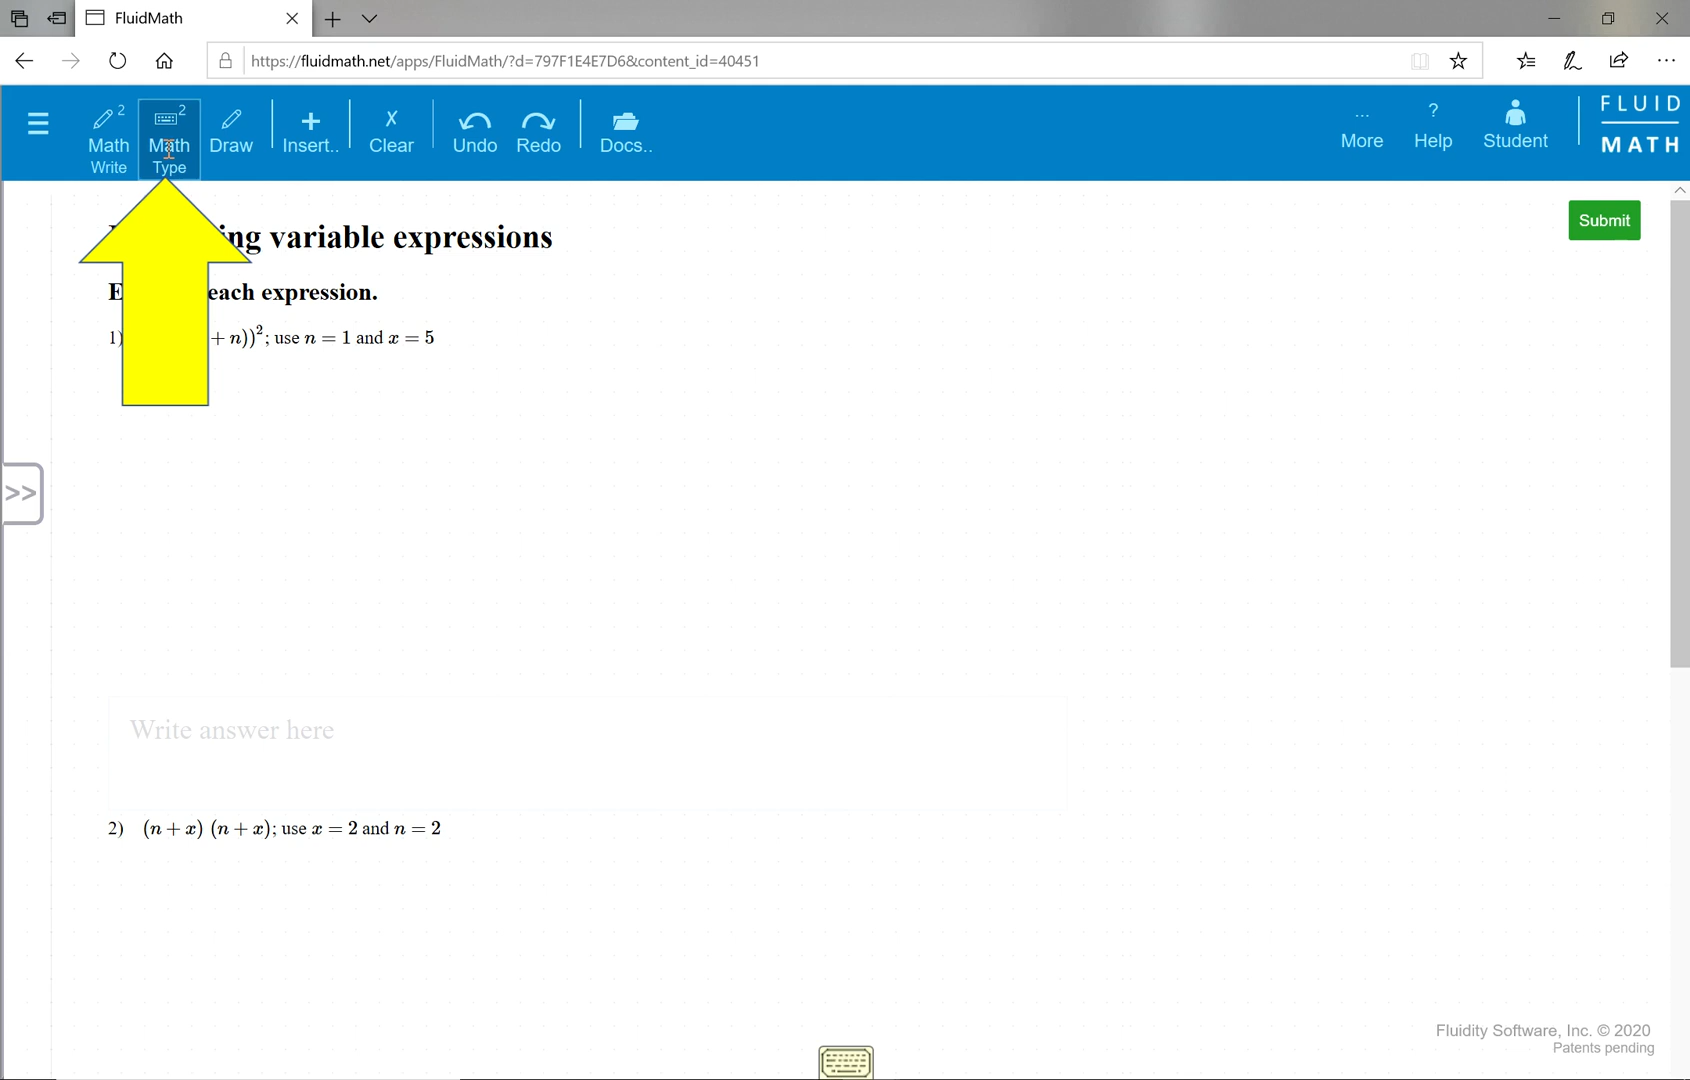 FluidMath
https://fluidmath.net/apps/FluidMath/?d=797F1E4E7D6&content_id=40451
Math Write
Math Type
Draw
Insert..
X Clear
Undo
Redo
Docs..
... More
? Help
Student
FLUID
MATH
Submit
ing variable expressions
E each expression.
1) + n))²; use n = 1 and x = 5
>>
Write answer here
2) (n + x) (n + x); use x = 2 and n = 2
Fluidity Software, Inc. © 2020
Patents pending